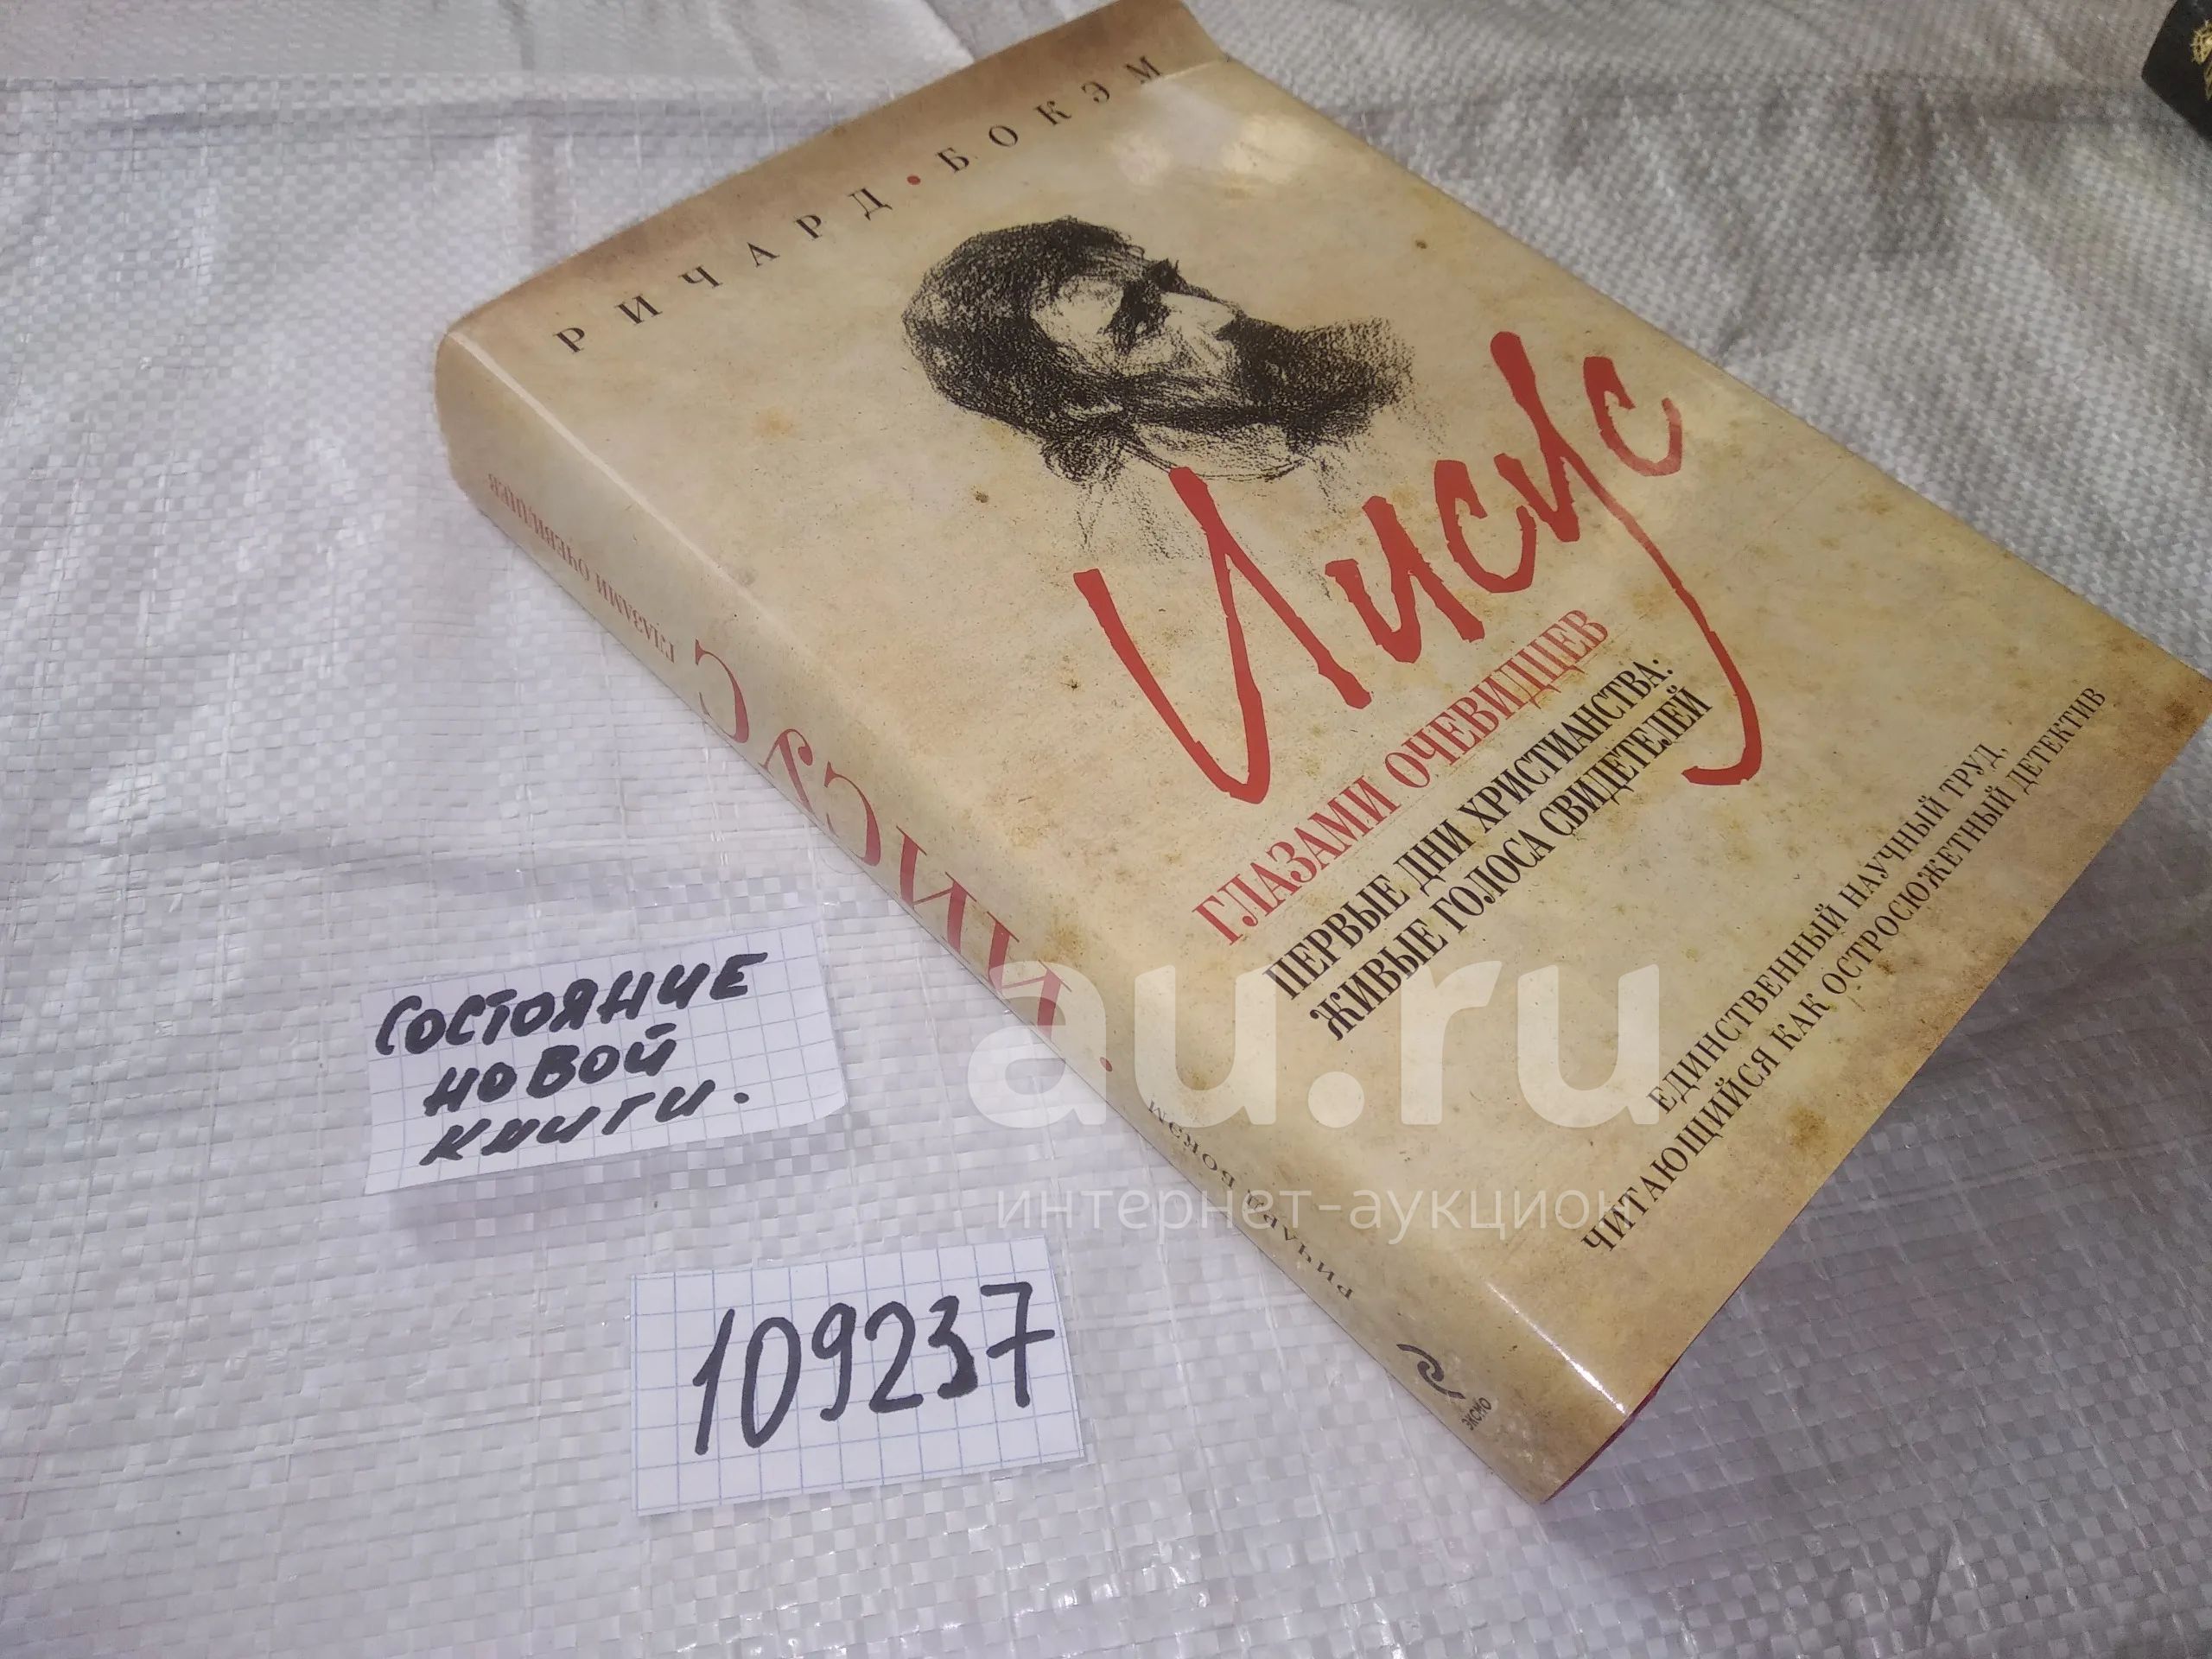 РИЧАРД • БОКЭМ
Иисус
ГЛАЗАМИ ОЧЕВИДЦЕВ
ПЕРВЫЕ ДНИ ХРИСТИАНСТВА:
ЖИВЫЕ ГОЛОСА СВИДЕТЕЛЕЙ
ЕДИНСТВЕННЫЙ НАУЧНЫЙ ТРУД,
ЧИТАЮЩИЙСЯ КАК ОСТРОСЮЖЕТНЫЙ ДЕТЕКТИВ
РИЧАРД БОКЭМ • ИИСУС ГЛАЗАМИ ОЧЕВИДЦЕВ
ЭКСМО
СОСТОЯНИЕ
НОВОЙ
КНИГИ.
109237
au.ru
интернет-аукцион